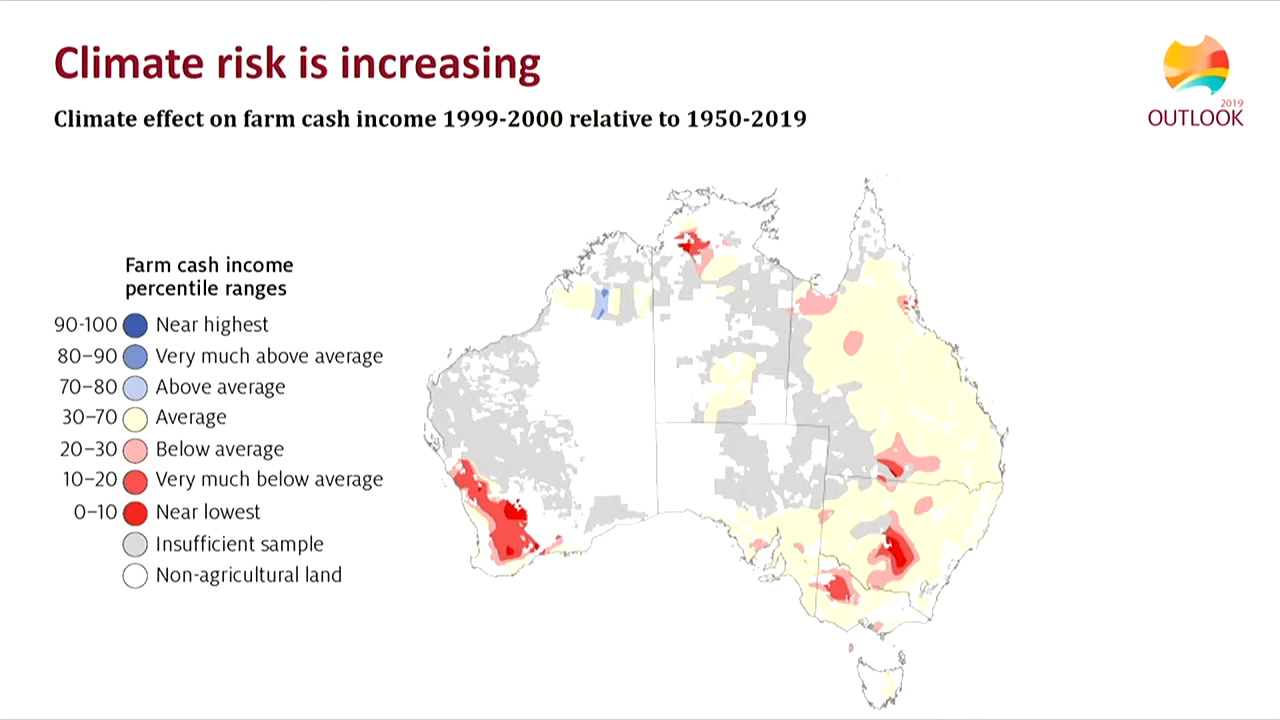 Climate risk is increasing
Climate effect on farm cash income 1999-2000 relative to 1950-2019
2019
OUTLOOK
Farm cash income
percentile ranges
90-100 Near highest
80–90 Very much above average
70–80 Above average
30–70 Average
20–30 Below average
10–20 Very much below average
0–10 Near lowest
Insufficient sample
Non-agricultural land